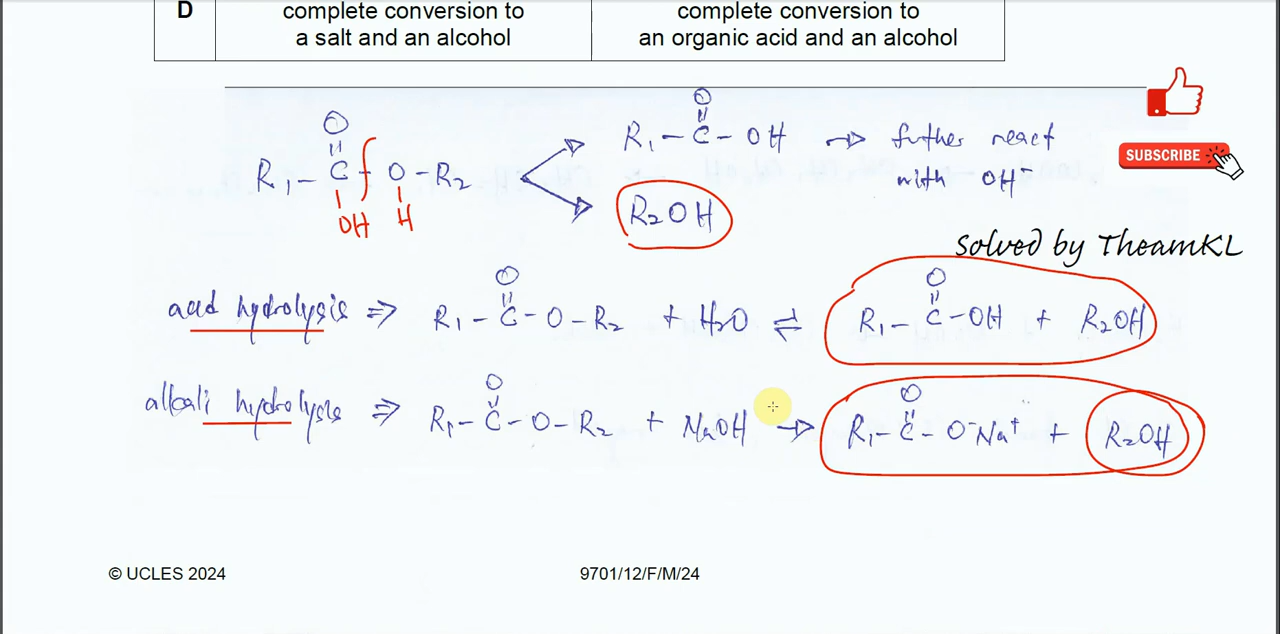 D complete conversion to a salt and an alcohol complete conversion to an organic acid and an alcohol
O O
R₁ – C – O – R₂ R₁ – C – OH → futher react with OH⁻
OH H R₂OH
SUBSCRIBE
Solved by TheamKL
O O
acid hydrolysis ⇒ R₁ – C – O – R₂ + H₂O ⇌ R₁ – C – OH + R₂OH
O O
alkali hydrolysis ⇒ R₁ – C – O – R₂ + NaOH → R₁ – C – O⁻Na⁺ + R₂OH
© UCLES 2024 9701/12/F/M/24